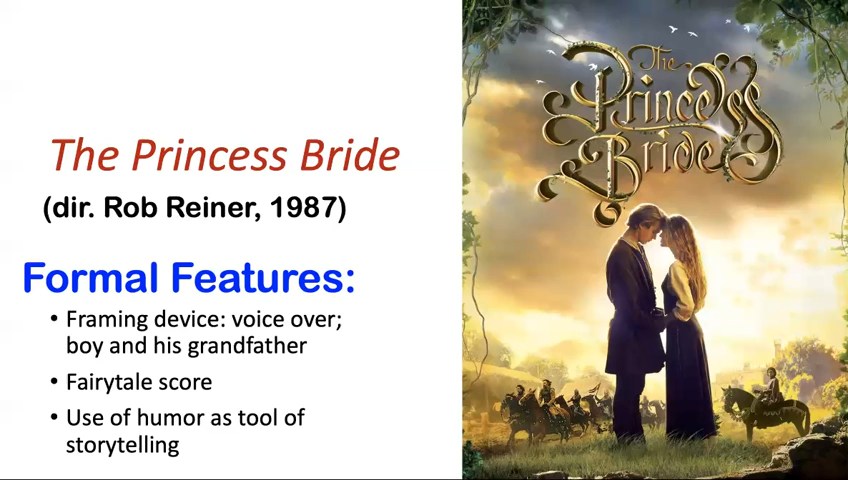 The Princess Bride
(dir. Rob Reiner, 1987)
Formal Features:
• Framing device: voice over;
boy and his grandfather
• Fairytale score
• Use of humor as tool of
storytelling
The
Princess
Bride